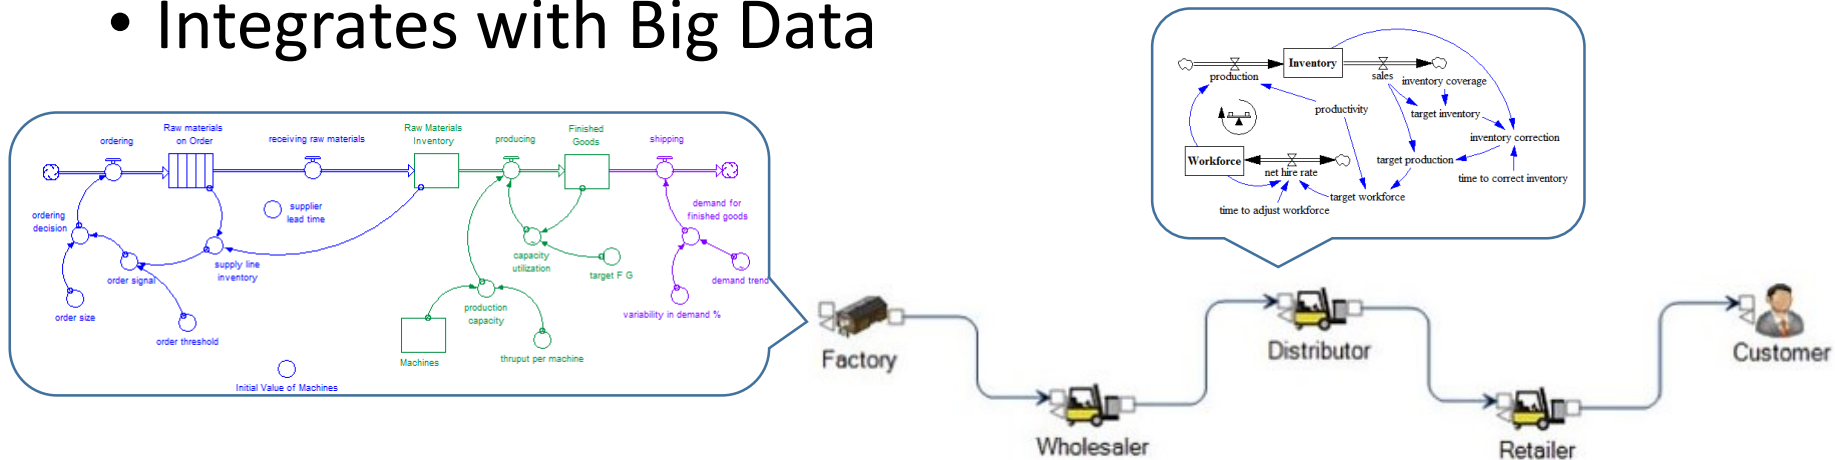 • Integrates with Big Data
ordering
Raw materials
on Order
receiving raw materials
Raw Materials
Inventory
producing
Finished
Goods
shipping
ordering
decision
supplier
lead time
demand for
finished goods
order signal
supply line
inventory
capacity
utilization
target F G
demand trend
order size
order threshold
production
capacity
variability in demand %
Machines
thruput per machine
Initial Value of Machines
Inventory
production
sales
inventory coverage
productivity
target inventory
inventory correction
Workforce
target production
net hire rate
time to correct inventory
target workforce
time to adjust workforce
Factory
Wholesaler
Distributor
Retailer
Customer